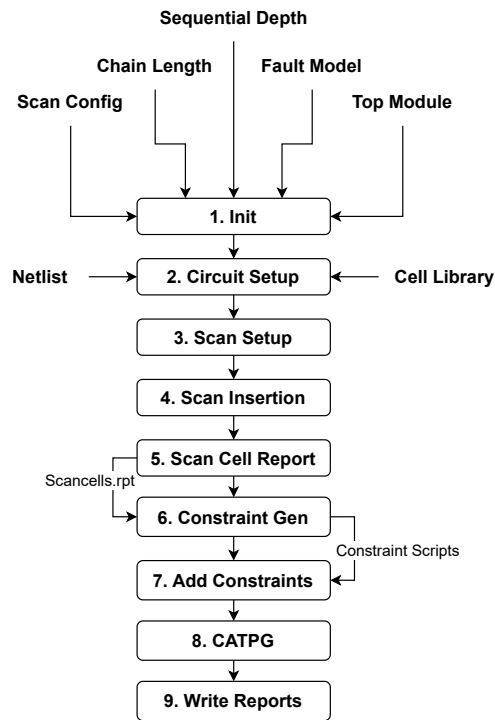 Sequential Depth
Chain Length
Fault Model
Scan Config
Top Module
1. Init
Netlist
2. Circuit Setup
Cell Library
3. Scan Setup
4. Scan Insertion
5. Scan Cell Report
Scancells.rpt
6. Constraint Gen
Constraint Scripts
7. Add Constraints
8. CATPG
9. Write Reports